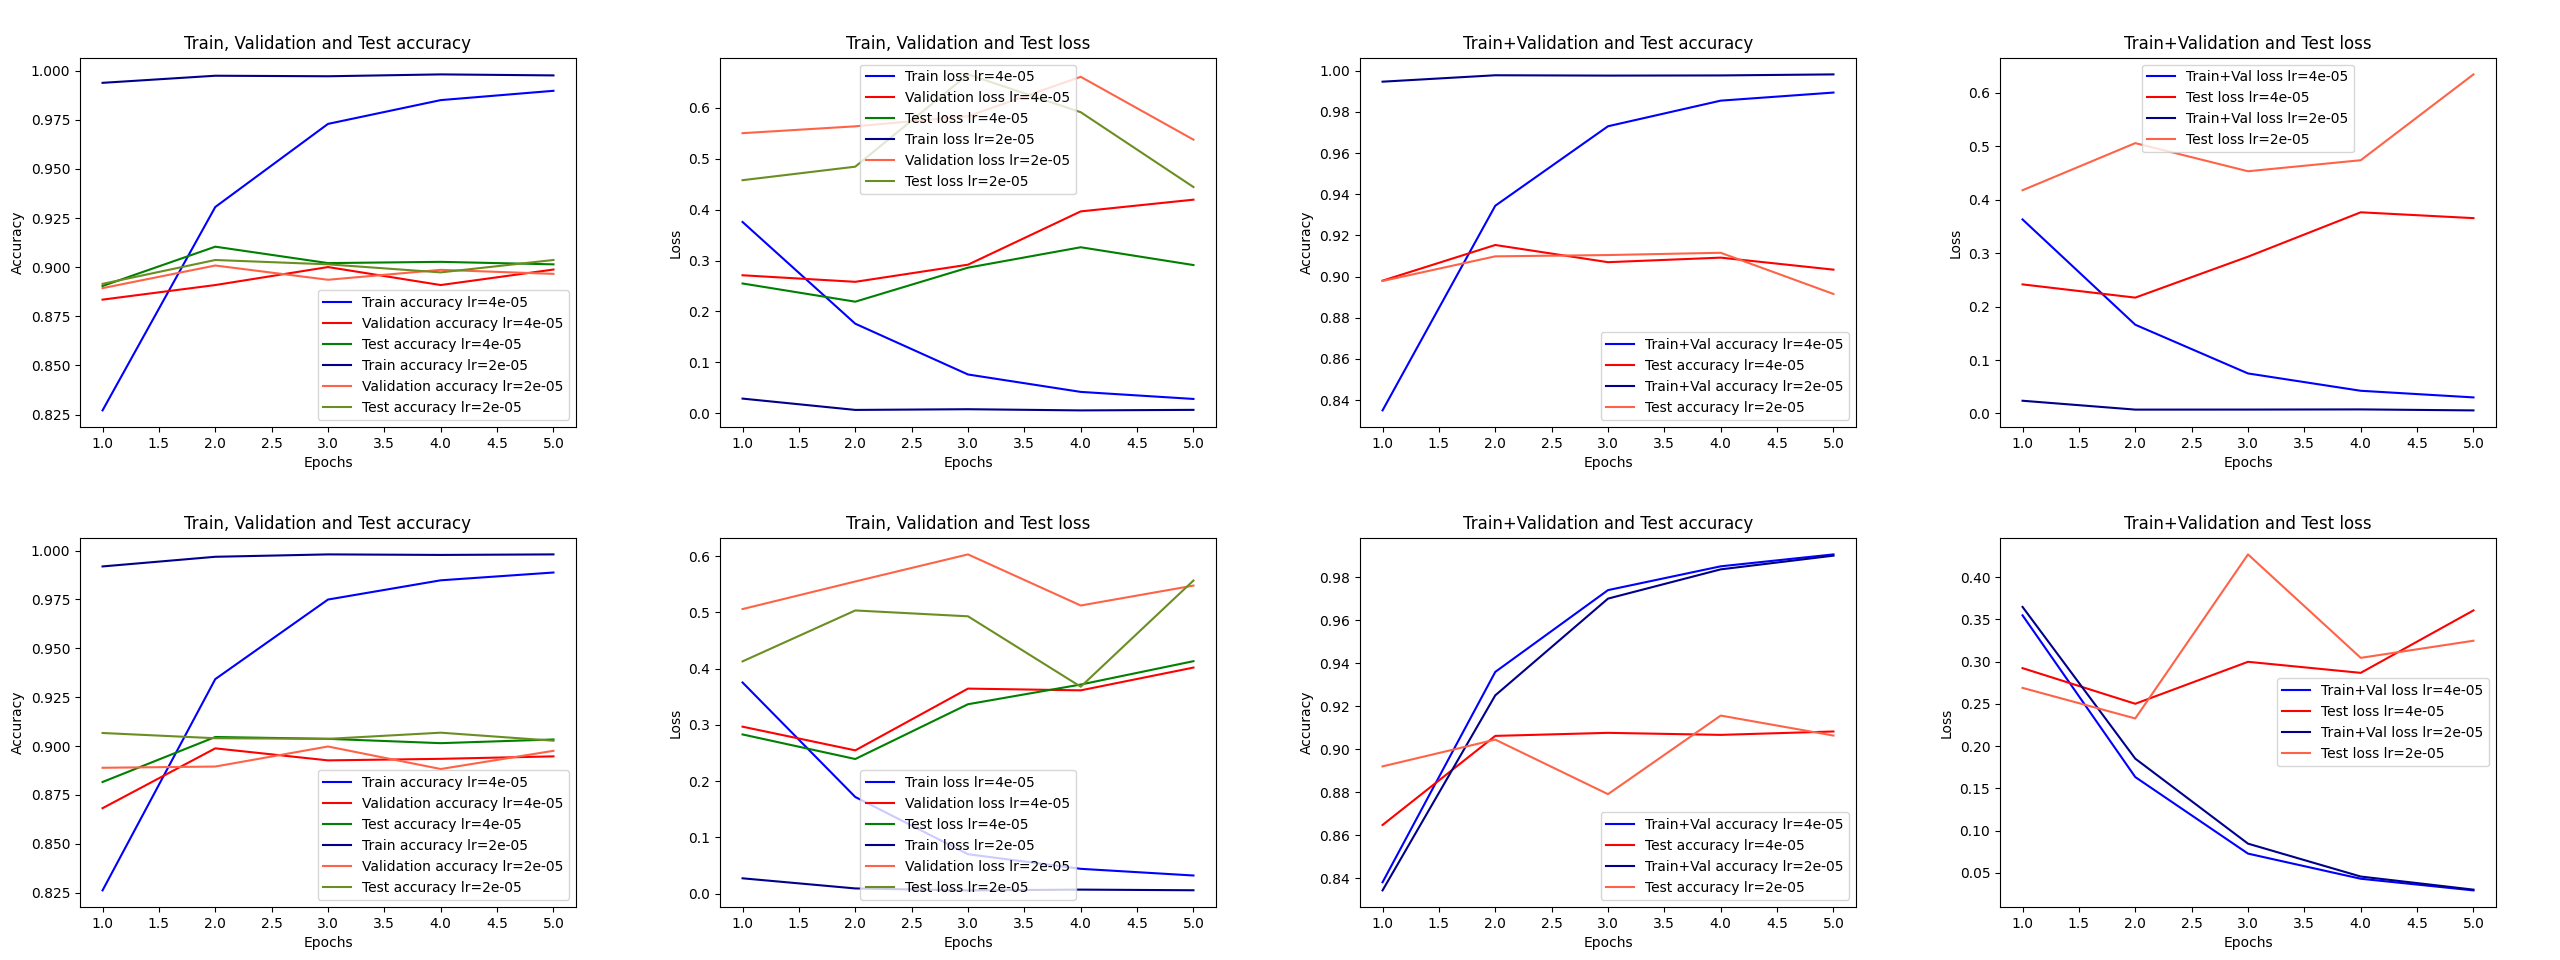 Train, Validation and Test accuracy
Accuracy
1.000
0.975
0.950
0.925
0.900
0.875
0.850
0.825
Train accuracy lr=4e-05
Validation accuracy lr=4e-05
Test accuracy lr=4e-05
Train accuracy lr=2e-05
Validation accuracy lr=2e-05
Test accuracy lr=2e-05
1.0 1.5 2.0 2.5 3.0 3.5 4.0 4.5 5.0
Epochs
Train, Validation and Test loss
Loss
0.6
0.5
0.4
0.3
0.2
0.1
0.0
Train loss lr=4e-05
Validation loss lr=4e-05
Test loss lr=4e-05
Train loss lr=2e-05
Validation loss lr=2e-05
Test loss lr=2e-05
1.0 1.5 2.0 2.5 3.0 3.5 4.0 4.5 5.0
Epochs
Train+Validation and Test accuracy
Accuracy
1.00
0.98
0.96
0.94
0.92
0.90
0.88
0.86
0.84
Train+Val accuracy lr=4e-05
Test accuracy lr=4e-05
Train+Val accuracy lr=2e-05
Test accuracy lr=2e-05
1.0 1.5 2.0 2.5 3.0 3.5 4.0 4.5 5.0
Epochs
Train+Validation and Test loss
Loss
0.6
0.5
0.4
0.3
0.2
0.1
0.0
Train+Val loss lr=4e-05
Test loss lr=4e-05
Train+Val loss lr=2e-05
Test loss lr=2e-05
1.0 1.5 2.0 2.5 3.0 3.5 4.0 4.5 5.0
Epochs
Train, Validation and Test accuracy
Accuracy
1.000
0.975
0.950
0.925
0.900
0.875
0.850
0.825
Train accuracy lr=4e-05
Validation accuracy lr=4e-05
Test accuracy lr=4e-05
Train accuracy lr=2e-05
Validation accuracy lr=2e-05
Test accuracy lr=2e-05
1.0 1.5 2.0 2.5 3.0 3.5 4.0 4.5 5.0
Epochs
Train, Validation and Test loss
Loss
0.6
0.5
0.4
0.3
0.2
0.1
0.0
Train loss lr=4e-05
Validation loss lr=4e-05
Test loss lr=4e-05
Train loss lr=2e-05
Validation loss lr=2e-05
Test loss lr=2e-05
1.0 1.5 2.0 2.5 3.0 3.5 4.0 4.5 5.0
Epochs
Train+Validation and Test accuracy
Accuracy
0.98
0.96
0.94
0.92
0.90
0.88
0.86
0.84
Train+Val accuracy lr=4e-05
Test accuracy lr=4e-05
Train+Val accuracy lr=2e-05
Test accuracy lr=2e-05
1.0 1.5 2.0 2.5 3.0 3.5 4.0 4.5 5.0
Epochs
Train+Validation and Test loss
Loss
0.40
0.35
0.30
0.25
0.20
0.15
0.10
0.05
Train+Val loss lr=4e-05
Test loss lr=4e-05
Train+Val loss lr=2e-05
Test loss lr=2e-05
1.0 1.5 2.0 2.5 3.0 3.5 4.0 4.5 5.0
Epochs